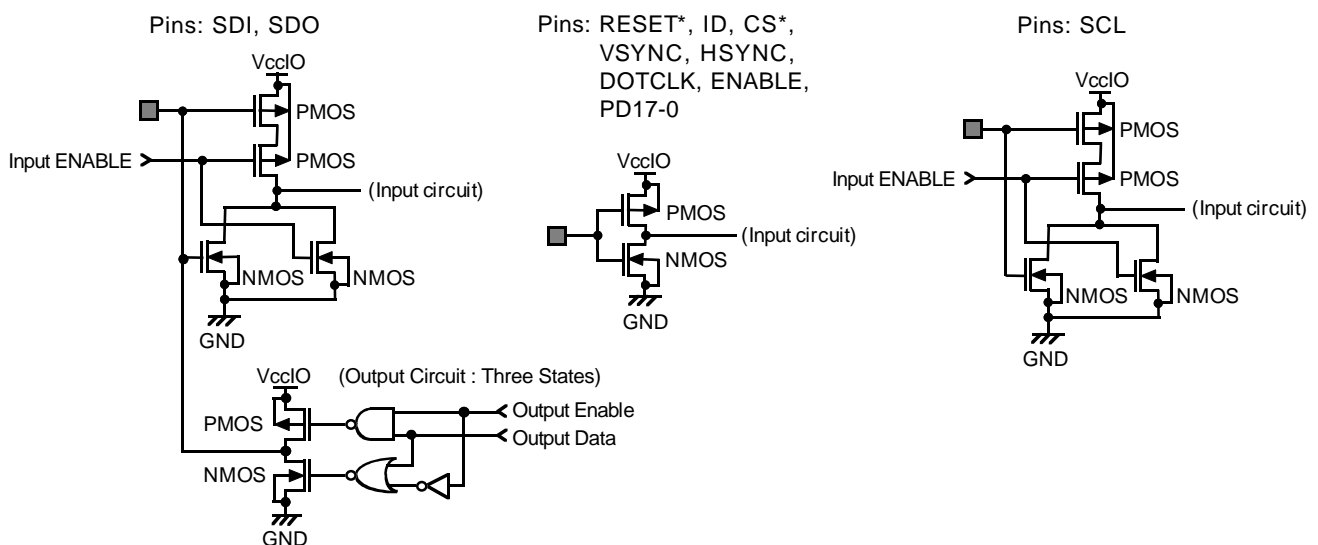 Pins: SDI, SDO
VccIO
PMOS
Input ENABLE
PMOS
(Input circuit)
NMOS
NMOS
GND
VccIO
(Output Circuit : Three States)
Output Enable
PMOS
Output Data
NMOS
GND
Pins: RESET*, ID, CS*,
VSYNC, HSYNC,
DOTCLK, ENABLE,
PD17-0
VccIO
PMOS
(Input circuit)
NMOS
GND
Pins: SCL
VccIO
PMOS
Input ENABLE
PMOS
(Input circuit)
NMOS
NMOS
GND